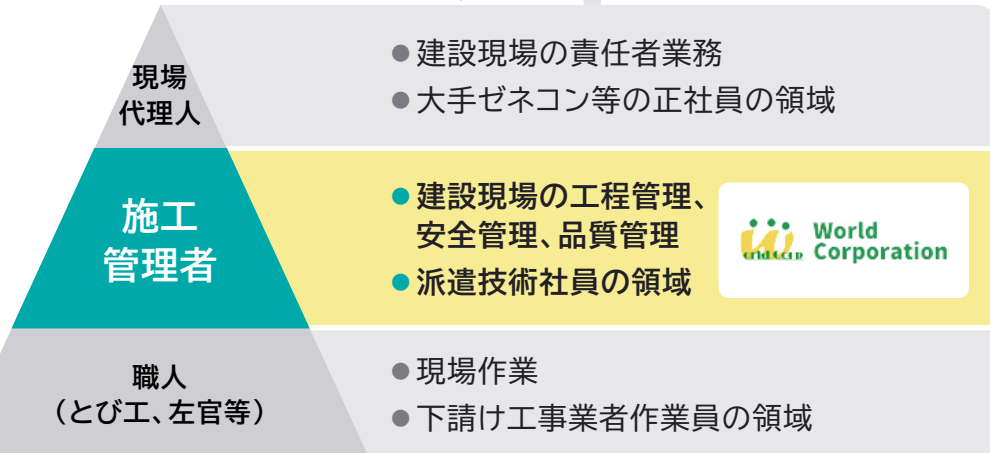 現場
代理人
●建設現場の責任者業務
●大手ゼネコン等の正社員の領域
施工
管理者
●建設現場の工程管理、
安全管理、品質管理
●派遣技術社員の領域
World Corp.
World
Corporation
職人
（とび工、左官等）
●現場作業
●下請け工事業者作業員の領域